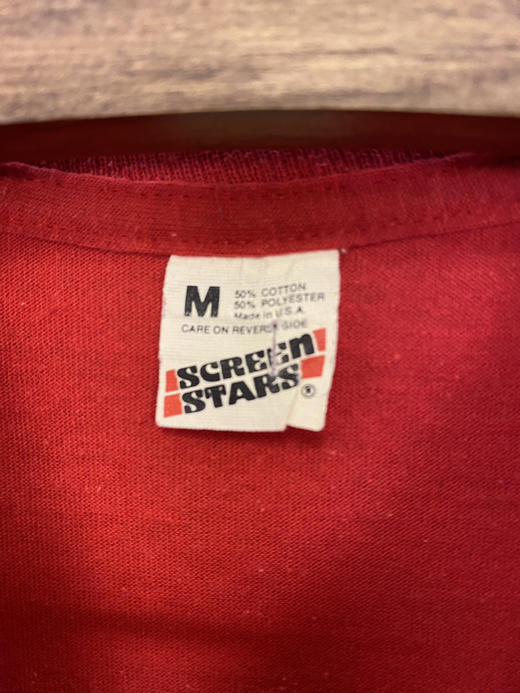 M
50% COTTON
50% POLYESTER
Made in U.S.A.
CARE ON REVERSE SIDE
SCREEN
STARS ®